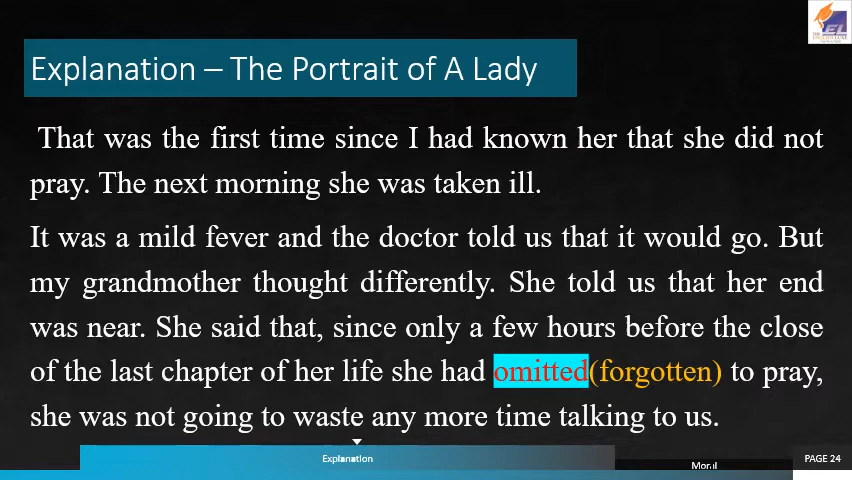 EL
Explanation – The Portrait of A Lady
That was the first time since I had known her that she did not
pray. The next morning she was taken ill.
It was a mild fever and the doctor told us that it would go. But
my grandmother thought differently. She told us that her end
was near. She said that, since only a few hours before the close
of the last chapter of her life she had omitted(forgotten) to pray,
she was not going to waste any more time talking to us.
Explanation
Moral
PAGE 24